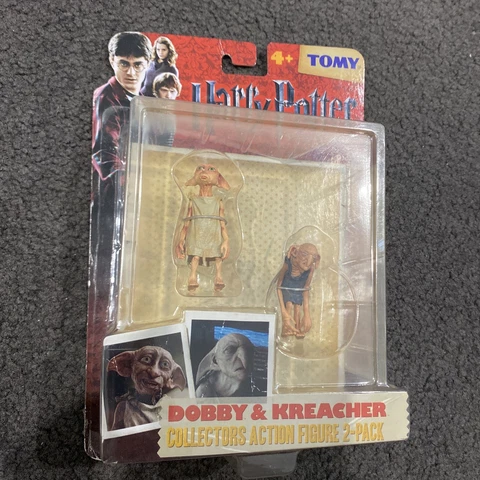 4+ TOMY
Harry Potter
DOBBY & KREACHER
COLLECTORS ACTION FIGURE 2-PACK